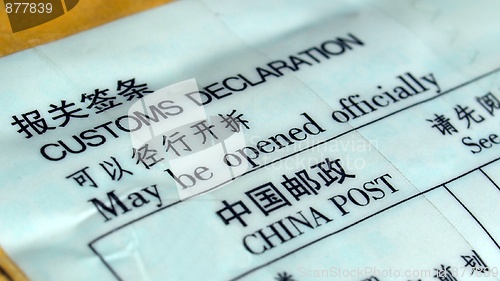 877839
报关签条
CUSTOMS DECLARATION
可以径行开拆
May be opened officially
请先阅
See
中国邮政
CHINA POST